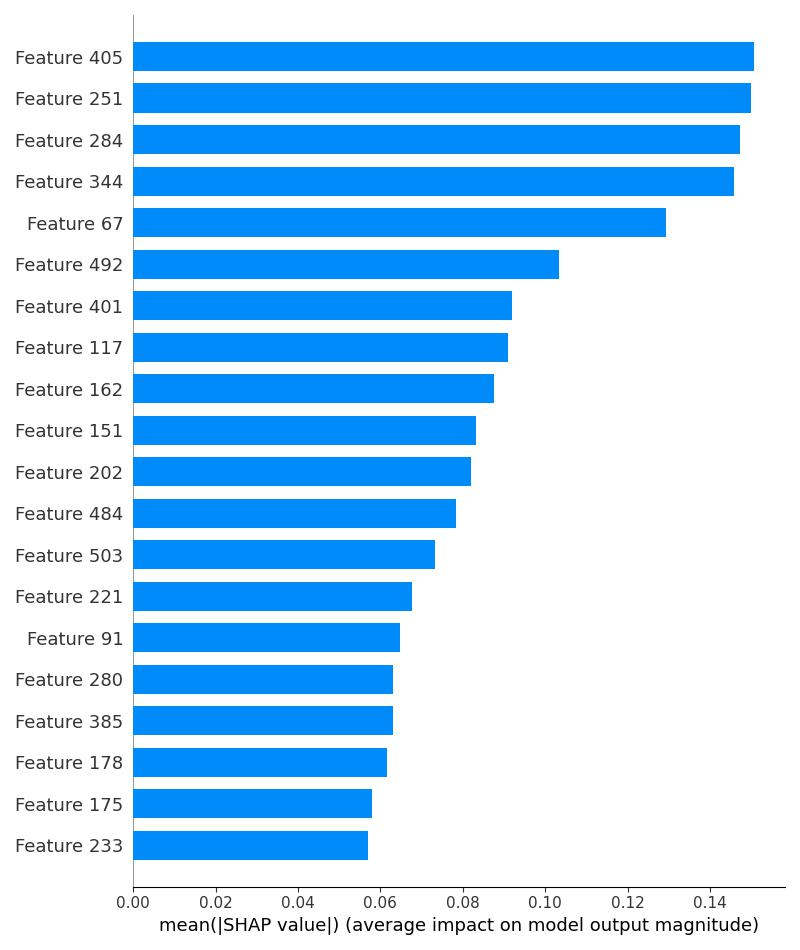 Feature 405
Feature 251
Feature 284
Feature 344
Feature 67
Feature 492
Feature 401
Feature 117
Feature 162
Feature 151
Feature 202
Feature 484
Feature 503
Feature 221
Feature 91
Feature 280
Feature 385
Feature 178
Feature 175
Feature 233
0.00 0.02 0.04 0.06 0.08 0.10 0.12 0.14
mean(|SHAP value|) (average impact on model output magnitude)